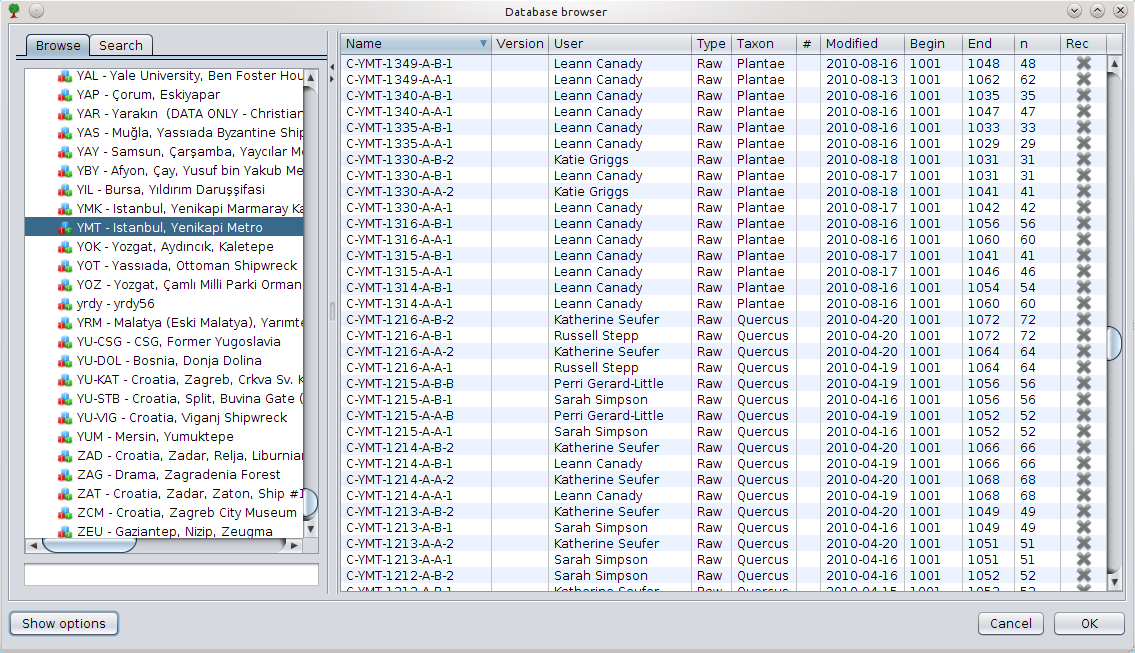 Database browser
Browse Search
YAL - Yale University, Ben Foster Hou
YAP - Çorum, Eskiyapar
YAR - Yarakın (DATA ONLY - Christian
YAS - Muğla, Yassıada Byzantine Ship
YAY - Samsun, Çarşamba, Yaycılar M
YBY - Afyon, Çay, Yusuf bin Yakub Me
YIL - Bursa, Yıldırım Daruşşifasi
YMK - Istanbul, Yenikapi Marmaray Ka
YMT - Istanbul, Yenikapi Metro
YOK - Yozgat, Aydıncık, Kaletepe
YOT - Yassıada, Ottoman Shipwreck
YOZ - Yozgat, Çamlı Milli Parki Orman
yrdy - yrdy56
YRM - Malatya (Eski Malatya), Yarımte
YU-CSG - CSG, Former Yugoslavia
YU-DOL - Bosnia, Donja Dolina
YU-KAT - Croatia, Zagreb, Crkva Sv. K
YU-STB - Croatia, Split, Buvina Gate (
YU-VIG - Croatia, Viganj Shipwreck
YUM - Mersin, Yumuktepe
ZAD - Croatia, Zadar, Relja, Liburnian
ZAG - Drama, Zagradenia Forest
ZAT - Croatia, Zadar, Zaton, Ship #1
ZCM - Croatia, Zagreb City Museum
ZEU - Gaziantep, Nizip, Zeugma
Name Version User Type Taxon # Modified Begin End n Rec
C-YMT-1349-A-B-1 Leann Canady Raw Plantae 2010-08-16 1001 1048 48
C-YMT-1349-A-A-1 Leann Canady Raw Plantae 2010-08-13 1001 1062 62
C-YMT-1340-A-B-1 Leann Canady Raw Plantae 2010-08-16 1001 1035 35
C-YMT-1340-A-A-1 Leann Canady Raw Plantae 2010-08-16 1001 1047 47
C-YMT-1335-A-B-1 Leann Canady Raw Plantae 2010-08-16 1001 1033 33
C-YMT-1335-A-A-1 Leann Canady Raw Plantae 2010-08-16 1001 1029 29
C-YMT-1330-A-B-2 Katie Griggs Raw Plantae 2010-08-18 1001 1031 31
C-YMT-1330-A-B-1 Leann Canady Raw Plantae 2010-08-17 1001 1031 31
C-YMT-1330-A-A-2 Katie Griggs Raw Plantae 2010-08-18 1001 1041 41
C-YMT-1330-A-A-1 Leann Canady Raw Plantae 2010-08-17 1001 1042 42
C-YMT-1316-A-B-1 Leann Canady Raw Plantae 2010-08-16 1001 1056 56
C-YMT-1316-A-A-1 Leann Canady Raw Plantae 2010-08-16 1001 1060 60
C-YMT-1315-A-B-1 Leann Canady Raw Plantae 2010-08-17 1001 1041 41
C-YMT-1315-A-A-1 Leann Canady Raw Plantae 2010-08-17 1001 1046 46
C-YMT-1314-A-B-1 Leann Canady Raw Plantae 2010-08-16 1001 1054 54
C-YMT-1314-A-A-1 Leann Canady Raw Plantae 2010-08-16 1001 1060 60
C-YMT-1216-A-B-2 Katherine Seufer Raw Quercus 2010-04-20 1001 1072 72
C-YMT-1216-A-B-1 Russell Stepp Raw Quercus 2010-04-20 1001 1072 72
C-YMT-1216-A-A-2 Katherine Seufer Raw Quercus 2010-04-20 1001 1064 64
C-YMT-1216-A-A-1 Russell Stepp Raw Quercus 2010-04-19 1001 1064 64
C-YMT-1215-A-B-B Perri Gerard-Little Raw Quercus 2010-04-19 1001 1056 56
C-YMT-1215-A-B-1 Sarah Simpson Raw Quercus 2010-04-16 1001 1056 56
C-YMT-1215-A-A-B Perri Gerard-Little Raw Quercus 2010-04-19 1001 1052 52
C-YMT-1215-A-A-1 Sarah Simpson Raw Quercus 2010-04-16 1001 1052 52
C-YMT-1214-A-B-2 Katherine Seufer Raw Quercus 2010-04-20 1001 1066 66
C-YMT-1214-A-B-1 Leann Canady Raw Quercus 2010-04-19 1001 1066 66
C-YMT-1214-A-A-2 Katherine Seufer Raw Quercus 2010-04-20 1001 1068 68
C-YMT-1214-A-A-1 Leann Canady Raw Quercus 2010-04-19 1001 1068 68
C-YMT-1213-A-B-2 Katherine Seufer Raw Quercus 2010-04-20 1001 1049 49
C-YMT-1213-A-B-1 Sarah Simpson Raw Quercus 2010-04-16 1001 1049 49
C-YMT-1213-A-A-2 Katherine Seufer Raw Quercus 2010-04-20 1001 1051 51
C-YMT-1213-A-A-1 Sarah Simpson Raw Quercus 2010-04-16 1001 1051 51
C-YMT-1212-A-B-2 Sarah Simpson Raw Quercus 2010-04-16 1001 1052 52
C-YMT-1212-A-B-1 Katherine Seufer Raw Quercus 2010-04-15 1001 1052 52
Show options Cancel OK